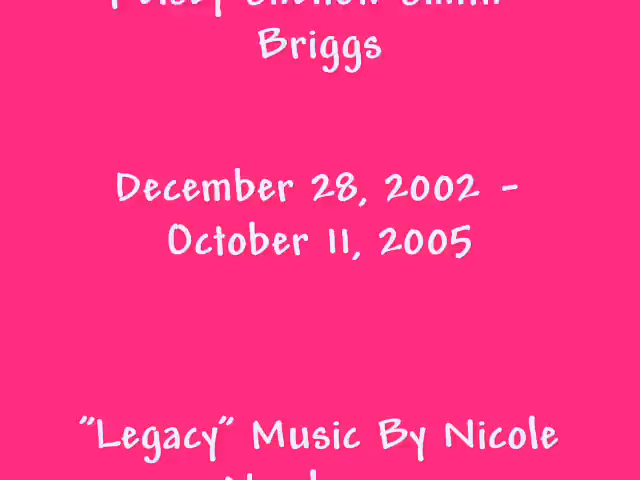 Briggs
December 28, 2002 -
October 11, 2005
"Legacy" Music By Nicole